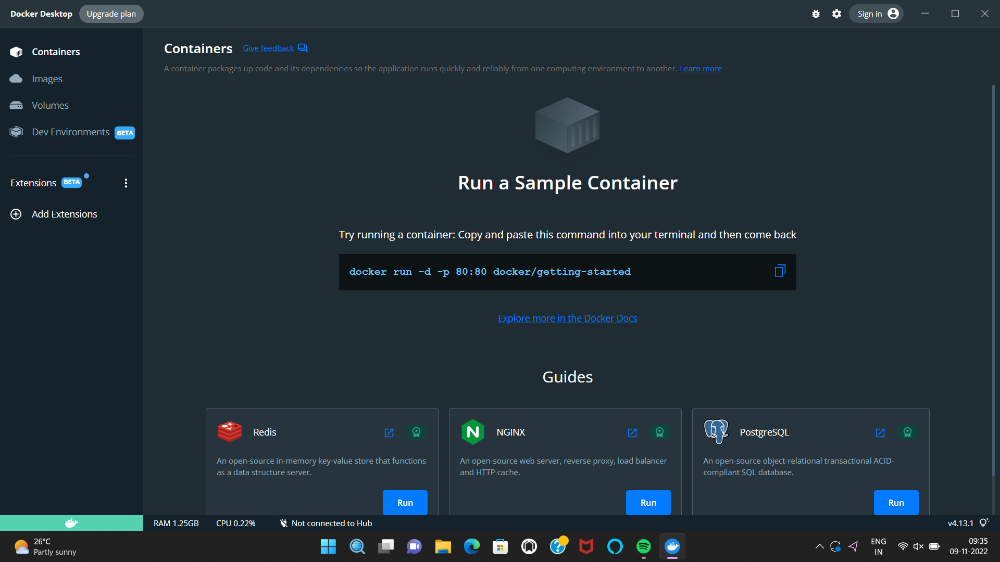 Docker Desktop
Upgrade plan
Sign in
Containers
Images
Volumes
Dev Environments BETA
Extensions BETA
Add Extensions
Containers Give feedback
A container packages up code and its dependencies so the application runs quickly and reliably from one computing environment to another. Learn more
Run a Sample Container
Try running a container: Copy and paste this command into your terminal and then come back
docker run -d -p 80:80 docker/getting-started
Explore more in the Docker Docs
Guides
Redis
An open-source in-memory key-value store that functions
as a data structure server.
Run
NGINX
An open-source web server, reverse proxy, load balancer
and HTTP cache.
Run
PostgreSQL
An open-source object-relational transactional ACID-
compliant SQL database.
Run
RAM 1.25GB CPU 0.22% Not connected to Hub
v4.13.1
26°C
Partly sunny
ENG
IN
09:35
09-11-2022